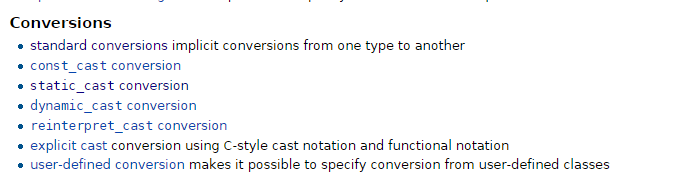 Conversions
standard conversions implicit conversions from one type to another
const_cast conversion
static_cast conversion
dynamic_cast conversion
reinterpret_cast conversion
explicit cast conversion using C-style cast notation and functional notation
user-defined conversion makes it possible to specify conversion from user-defined classes